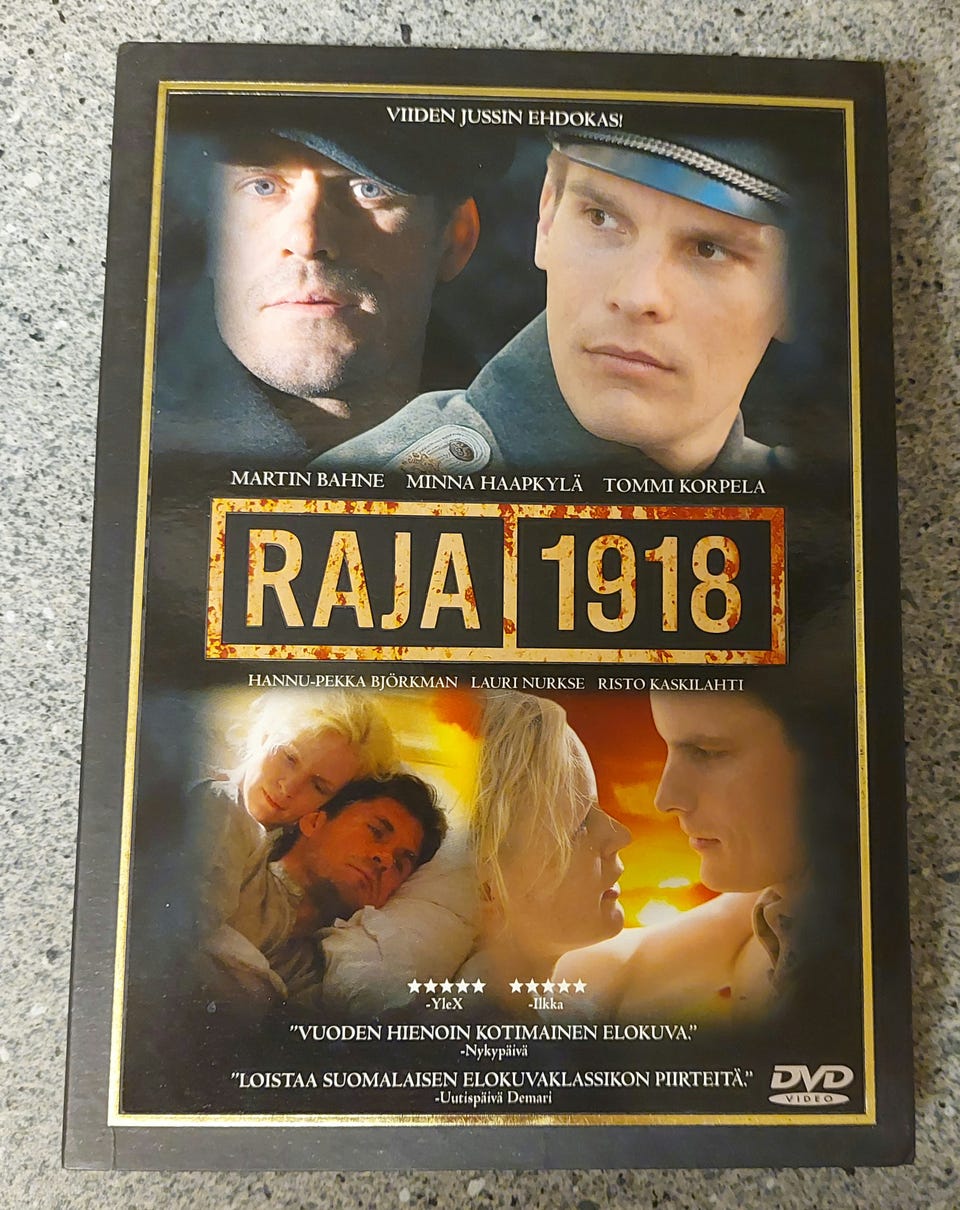 VIIDEN JUSSIN EHDOKAS!
MARTIN BAHNE MINNA HAAPKYLÄ TOMMI KORPELA
RAJA 1918
HANNU-PEKKA BJÖRKMAN LAURI NURKSE RISTO KASKILAHTI
★★★★★ ★★★★★
-YleX -Ilkka
"VUODEN HIENOIN KOTIMAINEN ELOKUVA."
-Nykypäivä
"LOISTAA SUOMALAISEN ELOKUVAKLASSIKON PIIRTEITÄ."
-Uutispäivä Demari
DVD
VIDEO